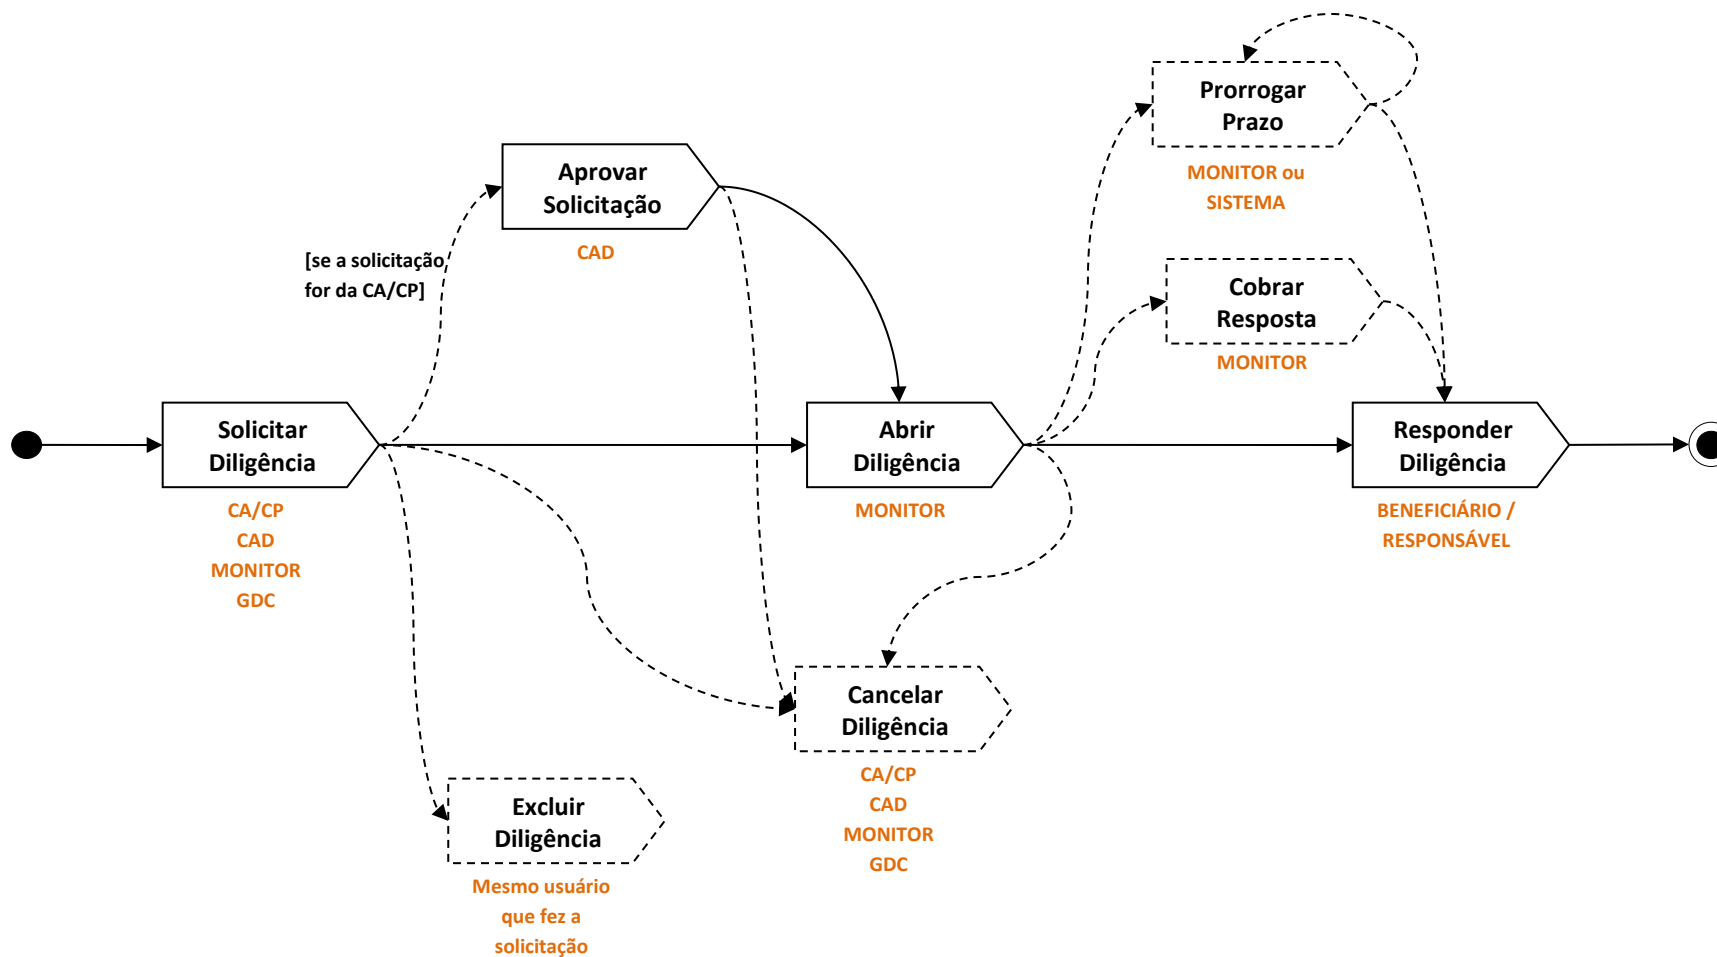 Prorrogar
Prazo
MONITOR ou
SISTEMA
Aprovar
Solicitação
CAD
[se a solicitação
for da CA/CP]
Cobrar
Resposta
MONITOR
Solicitar
Diligência
CA/CP
CAD
MONITOR
GDC
Abrir
Diligência
MONITOR
Responder
Diligência
BENEFICIÁRIO /
RESPONSÁVEL
Cancelar
Diligência
CA/CP
CAD
MONITOR
GDC
Excluir
Diligência
Mesmo usuário
que fez a
solicitação